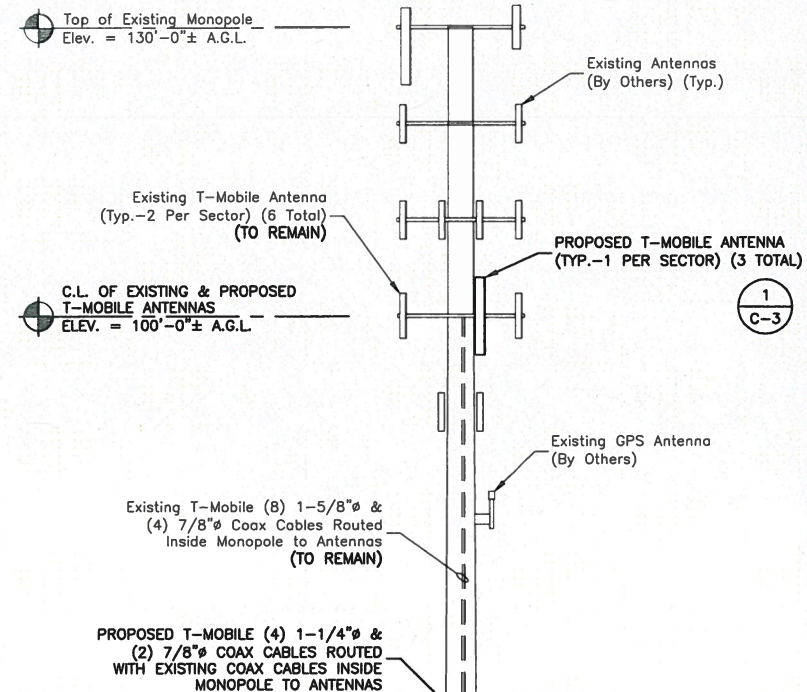 Top of Existing Monopole
Elev. = 130'-0"± A.G.L.
Existing Antennas
(By Others) (Typ.)
Existing T-Mobile Antenna
(Typ.-2 Per Sector) (6 Total)
(TO REMAIN)
PROPOSED T-MOBILE ANTENNA
(TYP.-1 PER SECTOR) (3 TOTAL)
1
C-3
C.L. OF EXISTING & PROPOSED
T-MOBILE ANTENNAS
ELEV. = 100'-0"± A.G.L.
Existing GPS Antenna
(By Others)
Existing T-Mobile (8) 1-5/8"ø &
(4) 7/8"ø Coax Cables Routed
Inside Monopole to Antennas
(TO REMAIN)
PROPOSED T-MOBILE (4) 1-1/4"ø &
(2) 7/8"ø COAX CABLES ROUTED
WITH EXISTING COAX CABLES INSIDE
MONOPOLE TO ANTENNAS